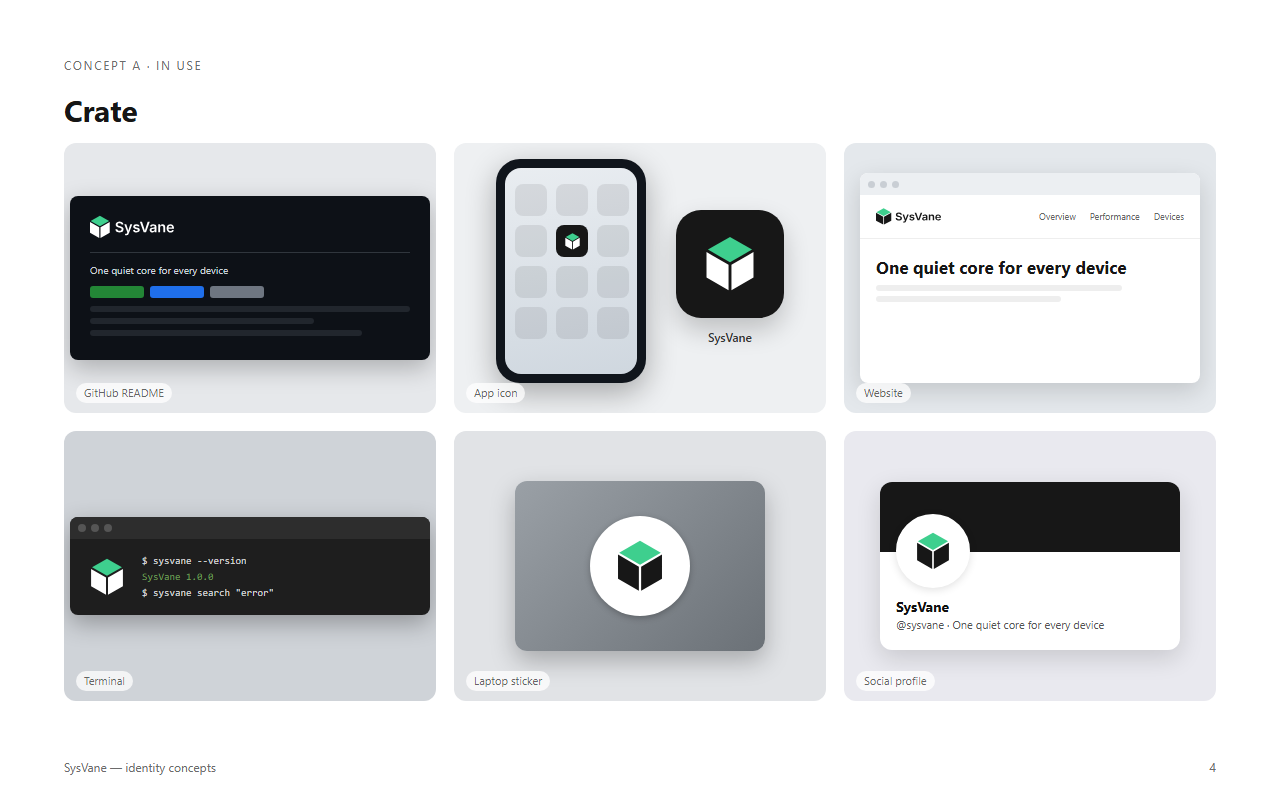 CONCEPT A · IN USE
Crate
SysVane
One quiet core for every device
GitHub README
SysVane
App icon
SysVane
Overview Performance Devices
One quiet core for every device
Website
$ sysvane --version
SysVane 1.0.0
$ sysvane search "error"
Terminal
Laptop sticker
SysVane
@sysvane · One quiet core for every device
Social profile
SysVane — identity concepts
4